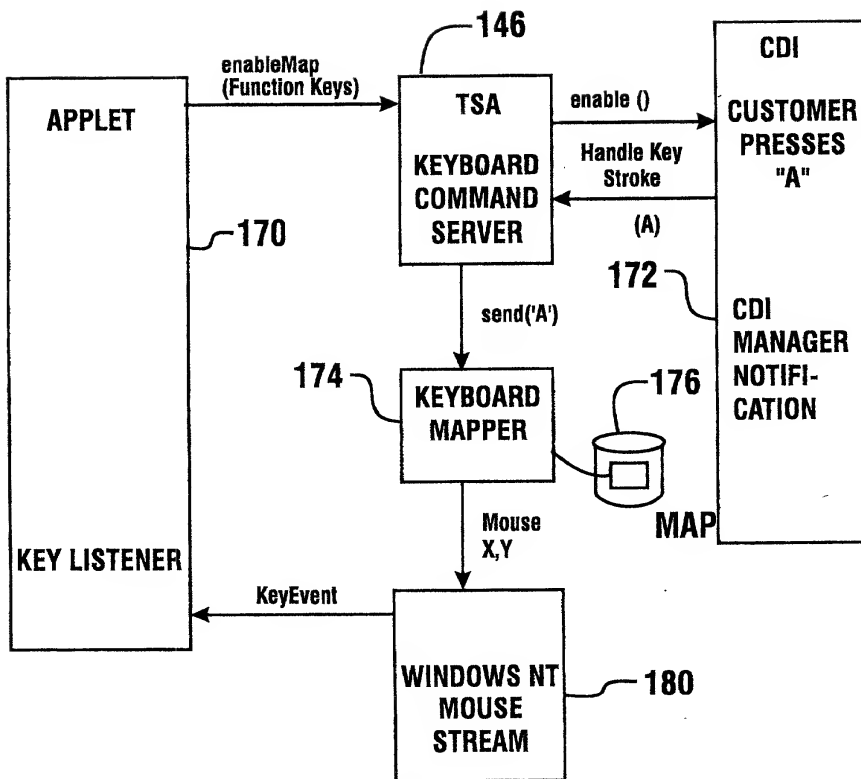 146
enableMap
(Function Keys)
APPLET
TSA
KEYBOARD
COMMAND
SERVER
enable ()
Handle Key
Stroke
(A)
CDI
CUSTOMER
PRESSES
"A"
170
172
CDI
MANAGER
NOTIFI-
CATION
send('A')
174
KEYBOARD
MAPPER
176
MAP
Mouse
X,Y
KEY LISTENER
KeyEvent
WINDOWS NT
MOUSE
STREAM
180